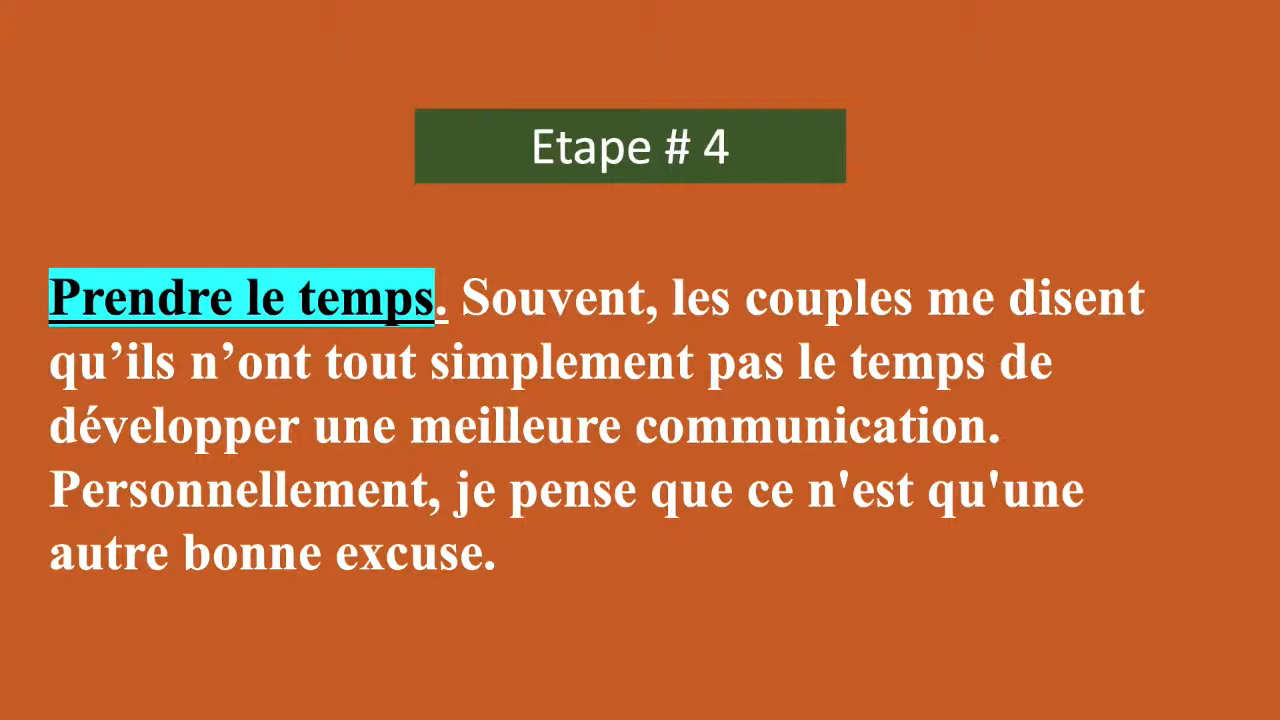 Etape # 4
Prendre le temps. Souvent, les couples me disent
qu’ils n’ont tout simplement pas le temps de
développer une meilleure communication.
Personnellement, je pense que ce n'est qu'une
autre bonne excuse.